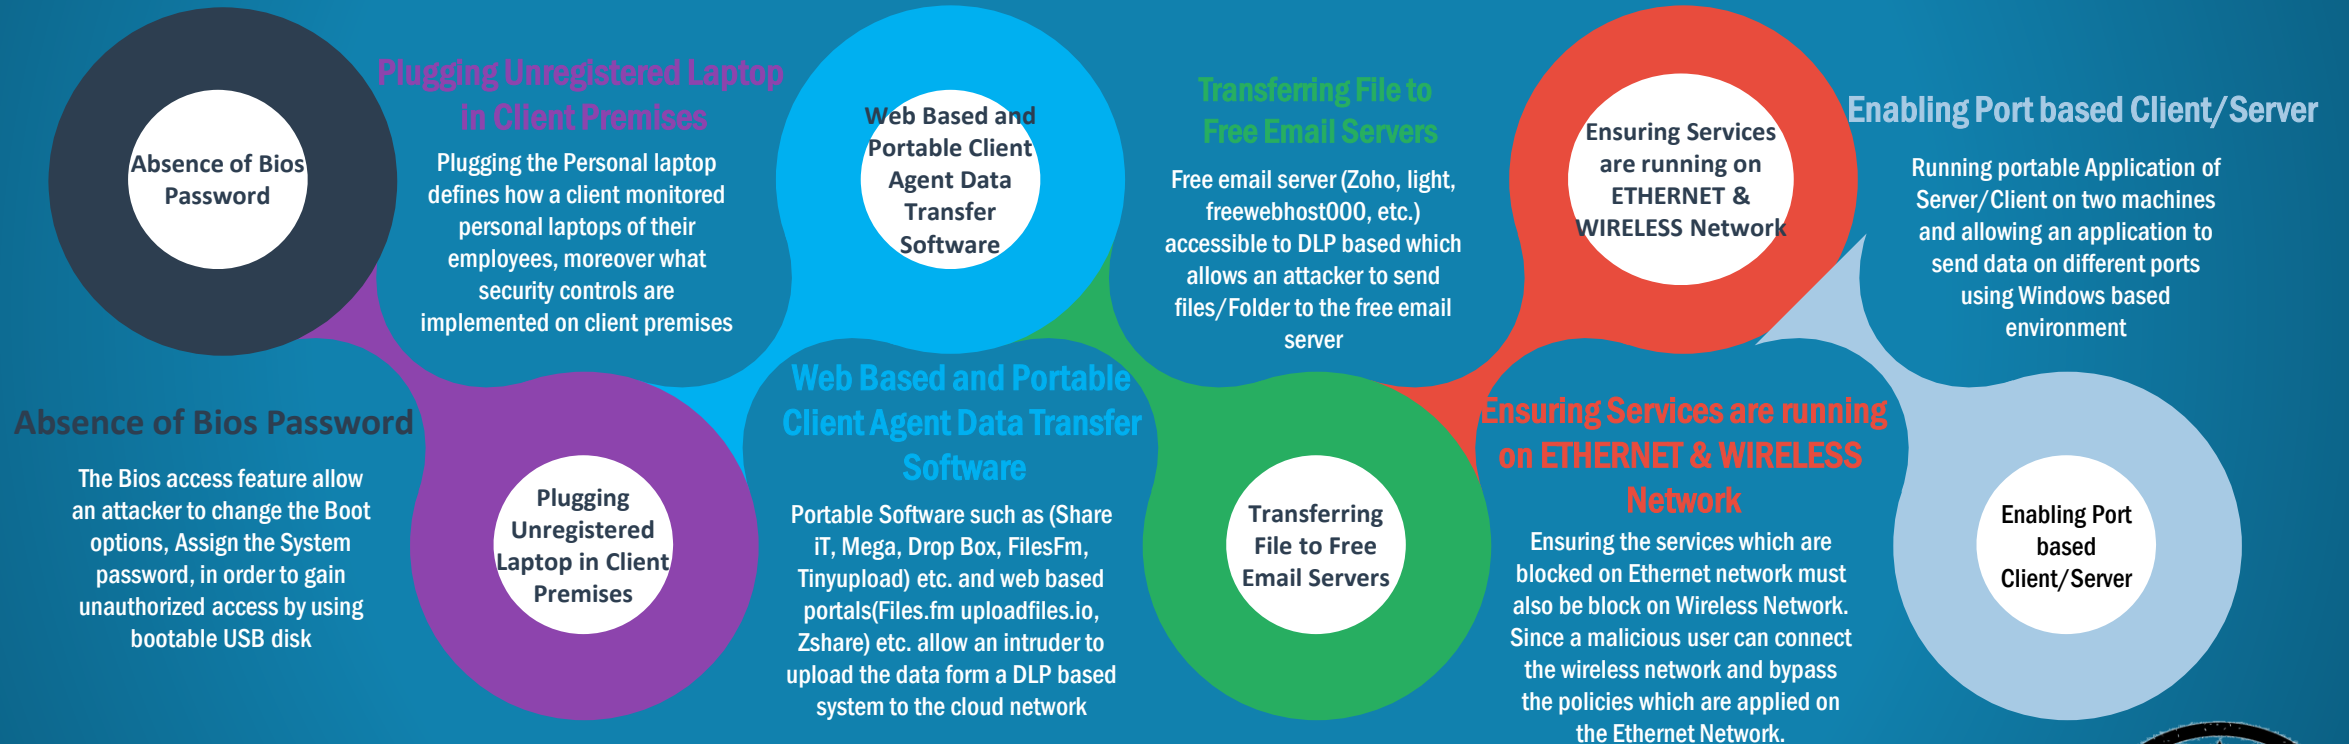 Absence of Bios
Password
Absence of Bios Password
The Bios access feature allow
an attacker to change the Boot
options, Assign the System
password, in order to gain
unauthorized access by using
bootable USB disk
Plugging Unregistered Laptop
In Client Premises
Plugging the Personal laptop
defines how a client monitored
personal laptops of their
employees, moreover what
security controls are
implemented on client premises
Plugging
Unregistered
Laptop in Client
Premises
Web Based and
Portable Client
Agent Data
Transfer
Software
Web Based and Portable
Client Agent Data Transfer
Software
Portable Software such as (Share
iT, Mega, Drop Box, FilesFm,
Tinyupload) etc. and web based
portals(Files.fm uploadfiles.io,
Zshare) etc. allow an intruder to
upload the data form a DLP based
system to the cloud network
Transferring File to
Free Email Servers
Free email server (Zoho, light,
freewebhost000, etc.)
accessible to DLP based which
allows an attacker to send
files/Folder to the free email
server
Transferring
File to Free
Email Servers
Ensuring Services
are running on
ETHERNET &
WIRELESS Network
Ensuring Services are running
on ETHERNET & WIRELESS
Network
Ensuring the services which are
blocked on Ethernet network must
also be block on Wireless Network.
Since a malicious user can connect
the wireless network and bypass
the policies which are applied on
the Ethernet Network.
Enabling Port based Client/Server
Running portable Application of
Server/Client on two machines
and allowing an application to
send data on different ports
using Windows based
environment
Enabling Port
based
Client/Server